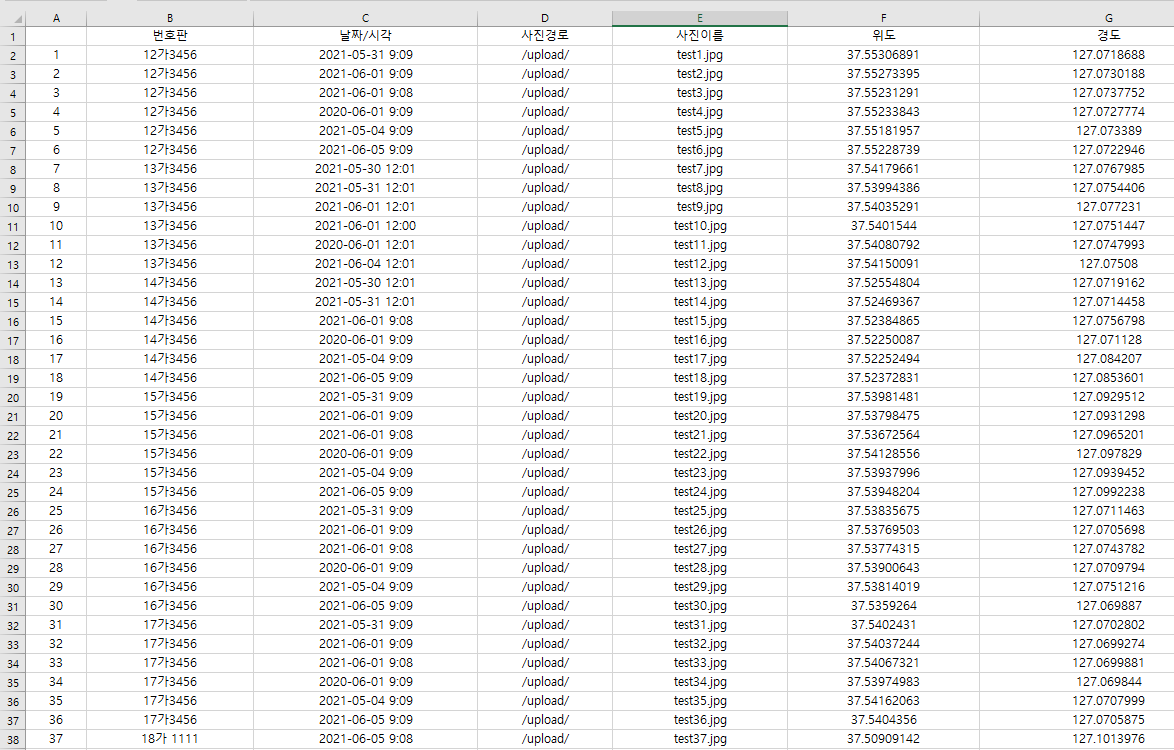 A B C D E F G
1 번호판 날짜/시각 사진경로 사진이름 위도 경도
2 1 12가3456 2021-05-31 9:09 /upload/ test1.jpg 37.55306891 127.0718688
3 2 12가3456 2021-06-01 9:09 /upload/ test2.jpg 37.55273395 127.0730188
4 3 12가3456 2021-06-01 9:08 /upload/ test3.jpg 37.55231291 127.0737752
5 4 12가3456 2020-06-01 9:09 /upload/ test4.jpg 37.55233843 127.0727774
6 5 12가3456 2021-05-04 9:09 /upload/ test5.jpg 37.55181957 127.073389
7 6 12가3456 2021-06-05 9:09 /upload/ test6.jpg 37.55228739 127.0722946
8 7 13가3456 2021-05-30 12:01 /upload/ test7.jpg 37.54179661 127.0767985
9 8 13가3456 2021-05-31 12:01 /upload/ test8.jpg 37.53994386 127.0754406
10 9 13가3456 2021-06-01 12:01 /upload/ test9.jpg 37.54035291 127.077231
11 10 13가3456 2021-06-01 12:00 /upload/ test10.jpg 37.5401544 127.0751447
12 11 13가3456 2020-06-01 12:01 /upload/ test11.jpg 37.54080792 127.0747993
13 12 13가3456 2021-06-04 12:01 /upload/ test12.jpg 37.54150091 127.07508
14 13 14가3456 2021-05-30 12:01 /upload/ test13.jpg 37.52554804 127.0719162
15 14 14가3456 2021-05-31 12:01 /upload/ test14.jpg 37.52469367 127.0714458
16 15 14가3456 2021-06-01 9:08 /upload/ test15.jpg 37.52384865 127.0756798
17 16 14가3456 2020-06-01 9:09 /upload/ test16.jpg 37.52250087 127.071128
18 17 14가3456 2021-05-04 9:09 /upload/ test17.jpg 37.52252494 127.084207
19 18 14가3456 2021-06-05 9:09 /upload/ test18.jpg 37.52372831 127.0853601
20 19 15가3456 2021-05-31 9:09 /upload/ test19.jpg 37.53981481 127.0929512
21 20 15가3456 2021-06-01 9:09 /upload/ test20.jpg 37.53798475 127.0931298
22 21 15가3456 2021-06-01 9:08 /upload/ test21.jpg 37.53672564 127.0965201
23 22 15가3456 2020-06-01 9:09 /upload/ test22.jpg 37.54128556 127.097829
24 23 15가3456 2021-05-04 9:09 /upload/ test23.jpg 37.53937996 127.0939452
25 24 15가3456 2021-06-05 9:09 /upload/ test24.jpg 37.53948204 127.0992238
26 25 16가3456 2021-05-31 9:09 /upload/ test25.jpg 37.53835675 127.0711463
27 26 16가3456 2021-06-01 9:09 /upload/ test26.jpg 37.53769503 127.0705698
28 27 16가3456 2021-06-01 9:08 /upload/ test27.jpg 37.53774315 127.0743782
29 28 16가3456 2020-06-01 9:09 /upload/ test28.jpg 37.53900643 127.0709794
30 29 16가3456 2021-05-04 9:09 /upload/ test29.jpg 37.53814019 127.0751216
31 30 16가3456 2021-06-05 9:09 /upload/ test30.jpg 37.5359264 127.069887
32 31 17가3456 2021-05-31 9:09 /upload/ test31.jpg 37.5402431 127.0702802
33 32 17가3456 2021-06-01 9:09 /upload/ test32.jpg 37.54037244 127.0699274
34 33 17가3456 2021-06-01 9:08 /upload/ test33.jpg 37.54067321 127.0699881
35 34 17가3456 2020-06-01 9:09 /upload/ test34.jpg 37.53974983 127.069844
36 35 17가3456 2021-05-04 9:09 /upload/ test35.jpg 37.54162063 127.0707999
37 36 17가3456 2021-06-05 9:09 /upload/ test36.jpg 37.5404356 127.0705875
38 37 18가 1111 2021-06-05 9:08 /upload/ test37.jpg 37.50909142 127.1013976